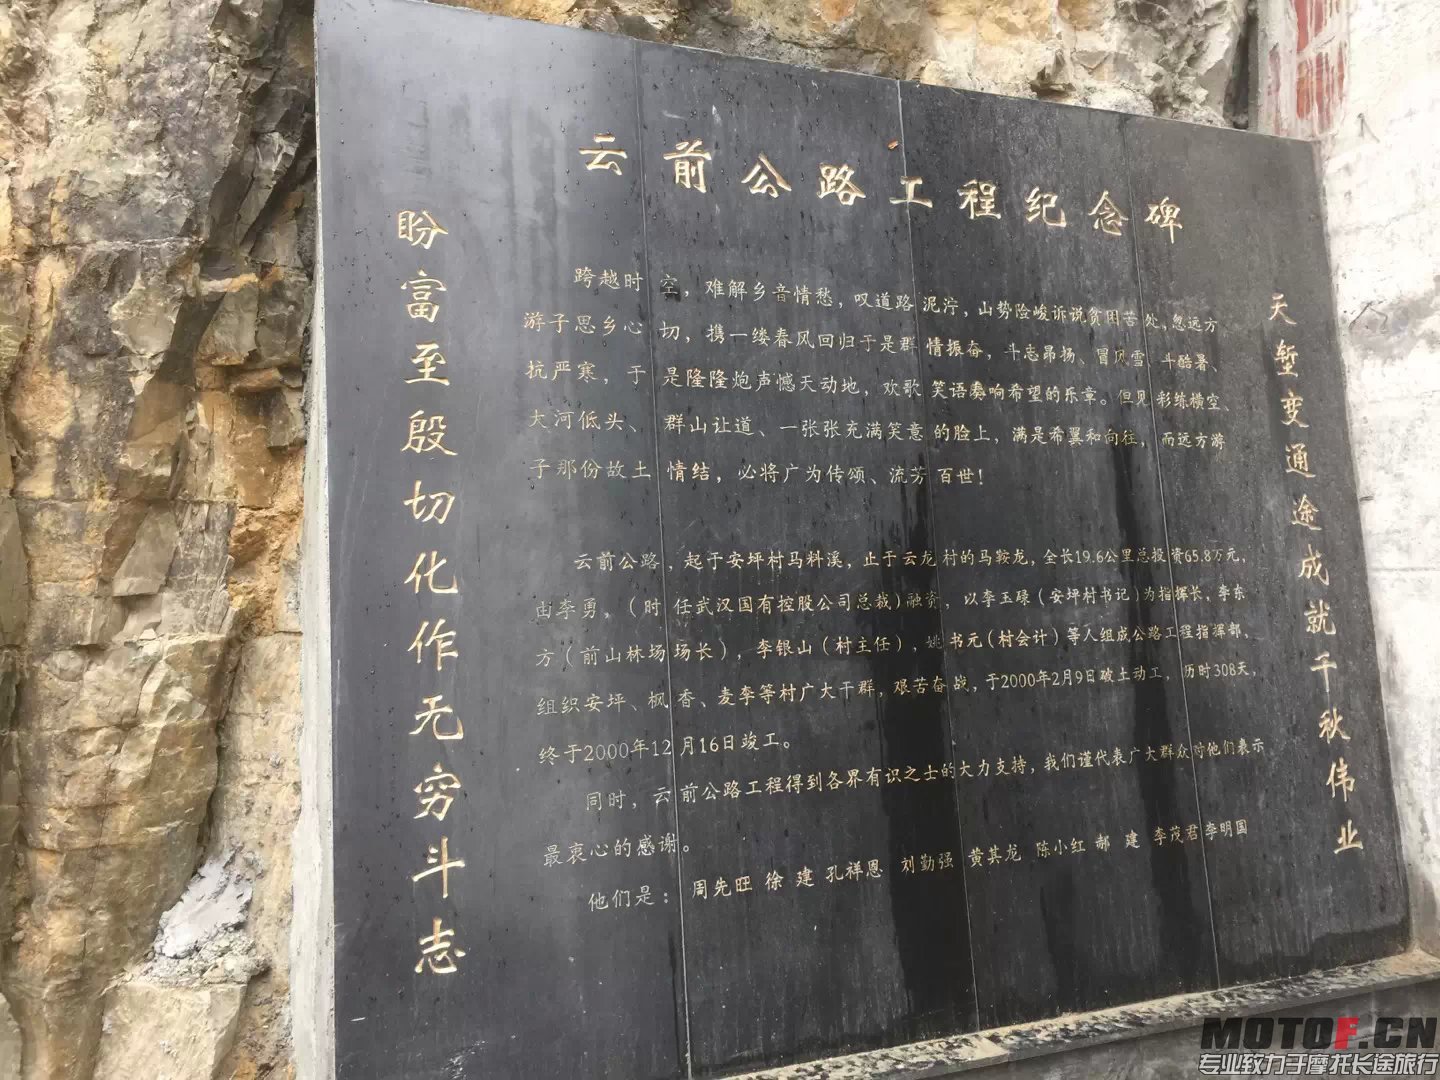 云前公路工程纪念碑
盼富至殷切化作无穷斗志
跨越时空，难解乡音情愁，叹道路泥泞，山势险峻诉说贫困苦处。忽远方
游子思乡心切，携一缕春风回归于是群情振奋，斗志昂扬、冒风雪、斗酷暑、
抗严寒，于是隆隆炮声憾天动地，欢歌笑语奏响希望的乐章。但见彩练横空、
大河低头、群山让道、一张张充满笑意的脸上，满是希翼和向往，而远方游
子那份故土情结，必将广为传颂、流芳百世！
云前公路，起于安坪村马料溪，止于云龙村的马鞍龙，全长19.6公里总投资65.8万元，
由李勇，（时任武汉国有控股公司总裁）融资，以李玉禄（安坪村书记）为指挥长，李东
方（前山林场场长），李银山（村主任），姚书元（村会计）等人组成公路工程指挥部，
组织安坪、枫香、麦李等村广大干群，艰苦奋战，于2000年2月9日破土动工，历时308天，
终于2000年12月16日竣工。
同时，云前公路工程得到各界有识之士的大力支持，我们谨代表广大群众对他们表示
最衷心的感谢。
他们是：周先旺 徐 建 孔祥恩 刘勤强 黄其龙 陈小红 郝 建 李茂君 李明国
天堑变通途成就千秋伟业
MOTOF.CN
专业致力于摩托长途旅行